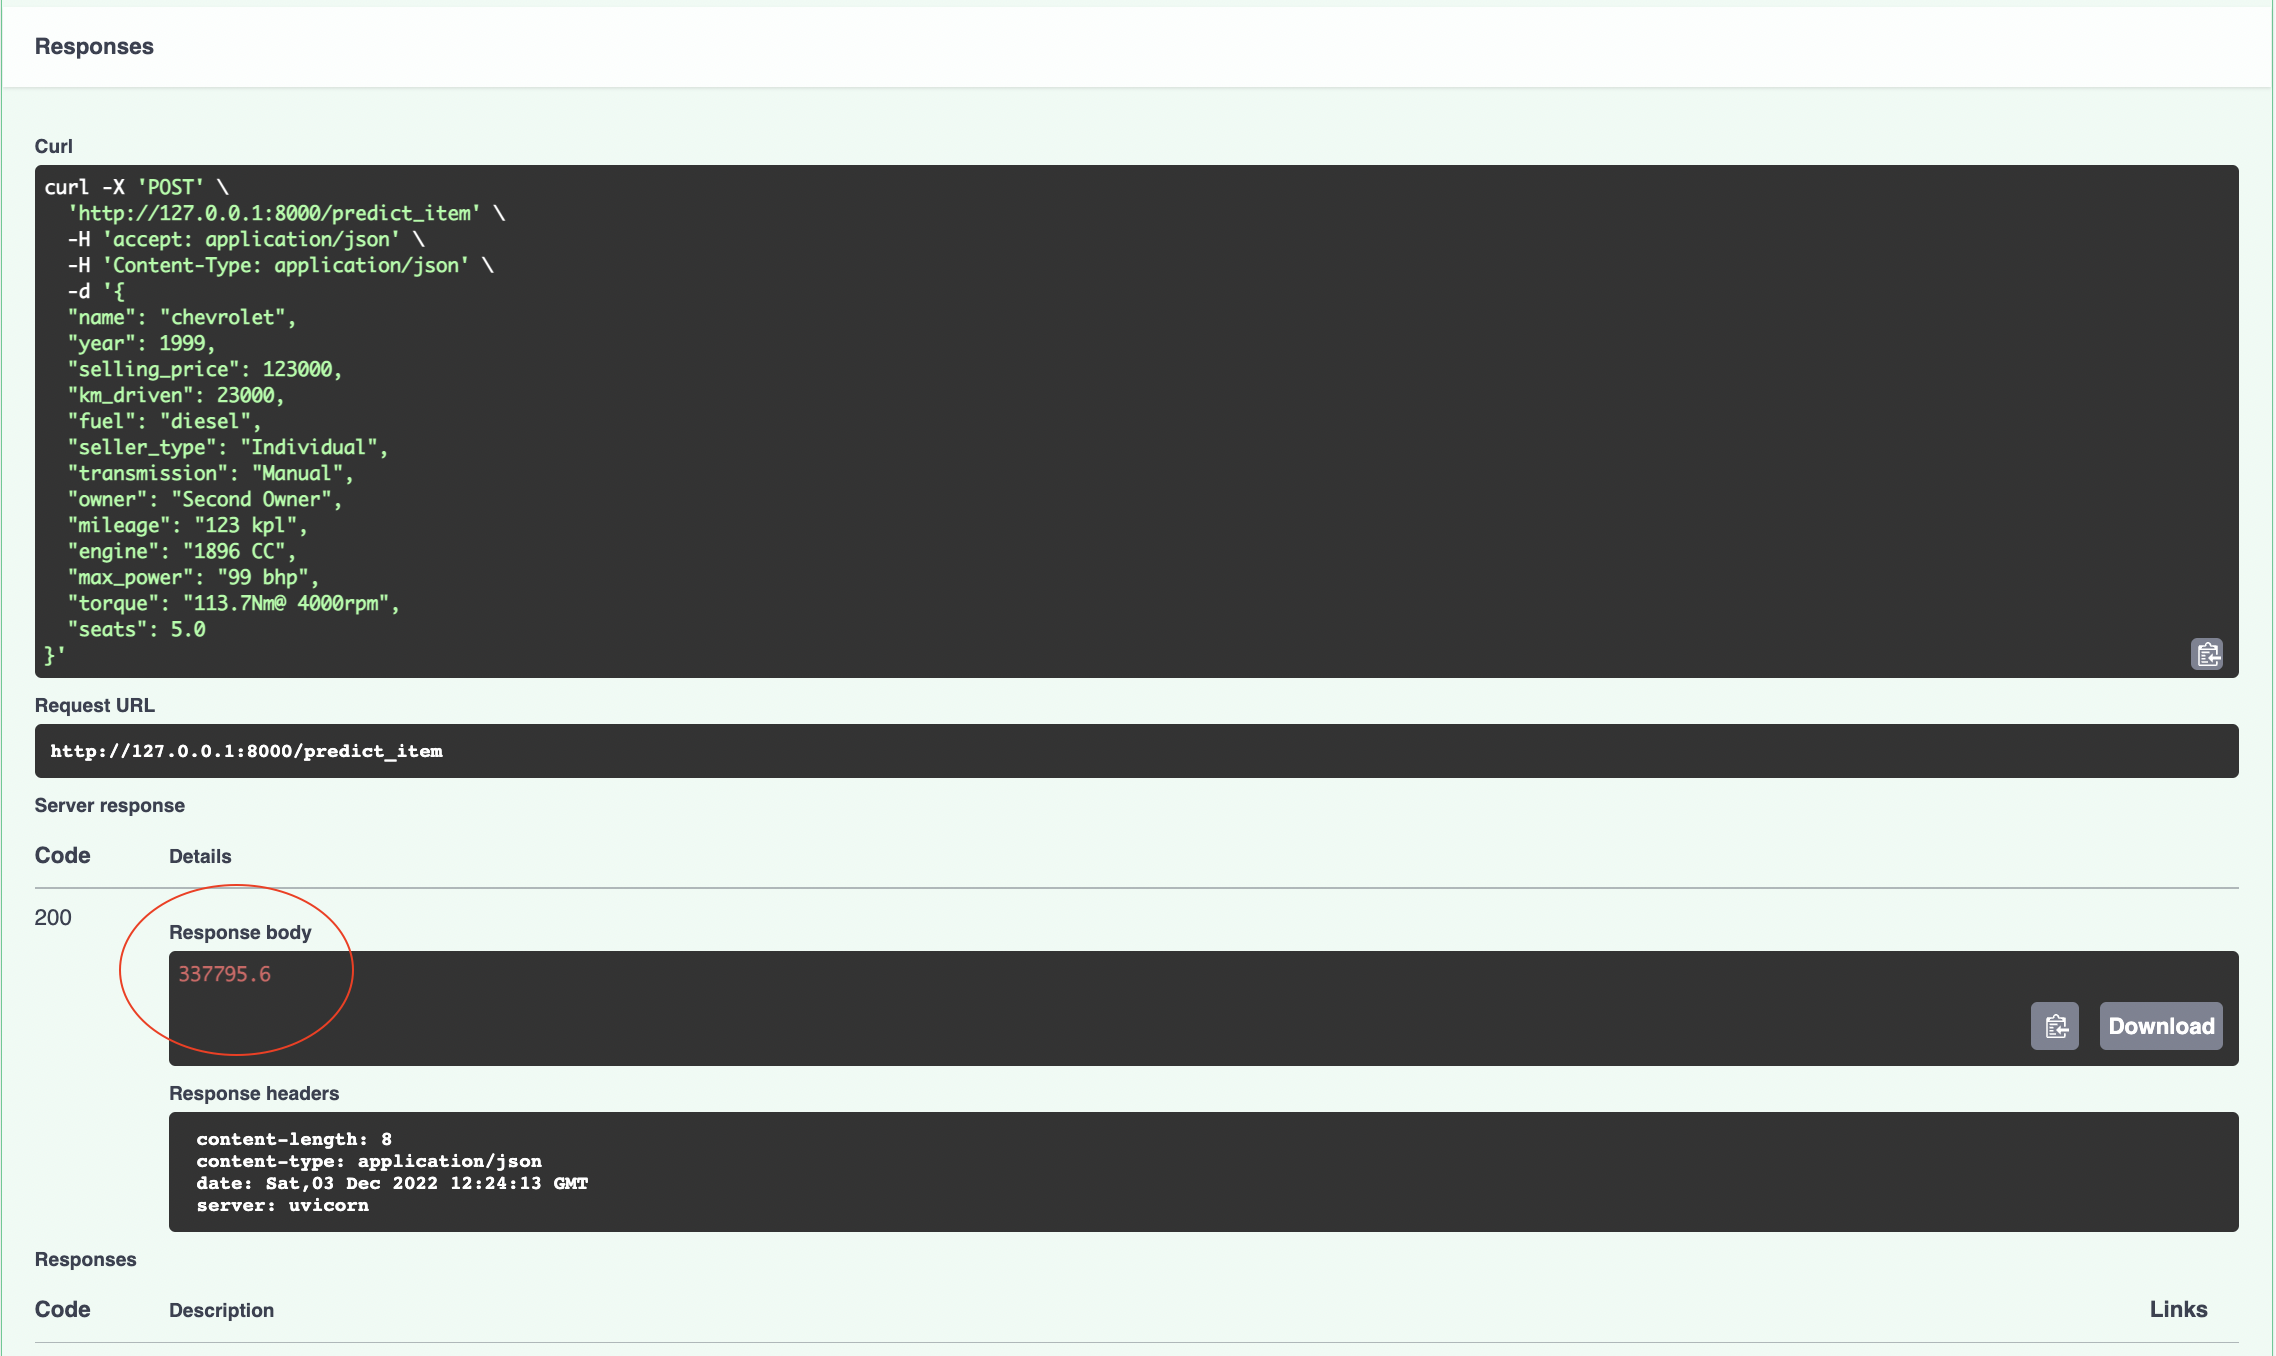 Responses
Curl
curl -X 'POST' \
  'http://127.0.0.1:8000/predict_item' \
  -H 'accept: application/json' \
  -H 'Content-Type: application/json' \
  -d '{
  "name": "chevrolet",
  "year": 1999,
  "selling_price": 123000,
  "km_driven": 23000,
  "fuel": "diesel",
  "seller_type": "Individual",
  "transmission": "Manual",
  "owner": "Second Owner",
  "mileage": "123 kpl",
  "engine": "1896 CC",
  "max_power": "99 bhp",
  "torque": "113.7Nm@ 4000rpm",
  "seats": 5.0
}'
Request URL
http://127.0.0.1:8000/predict_item
Server response
Code Details
200
Response body
337795.6
Download
Response headers
content-length: 8
content-type: application/json
date: Sat,03 Dec 2022 12:24:13 GMT
server: uvicorn
Responses
Code Description Links